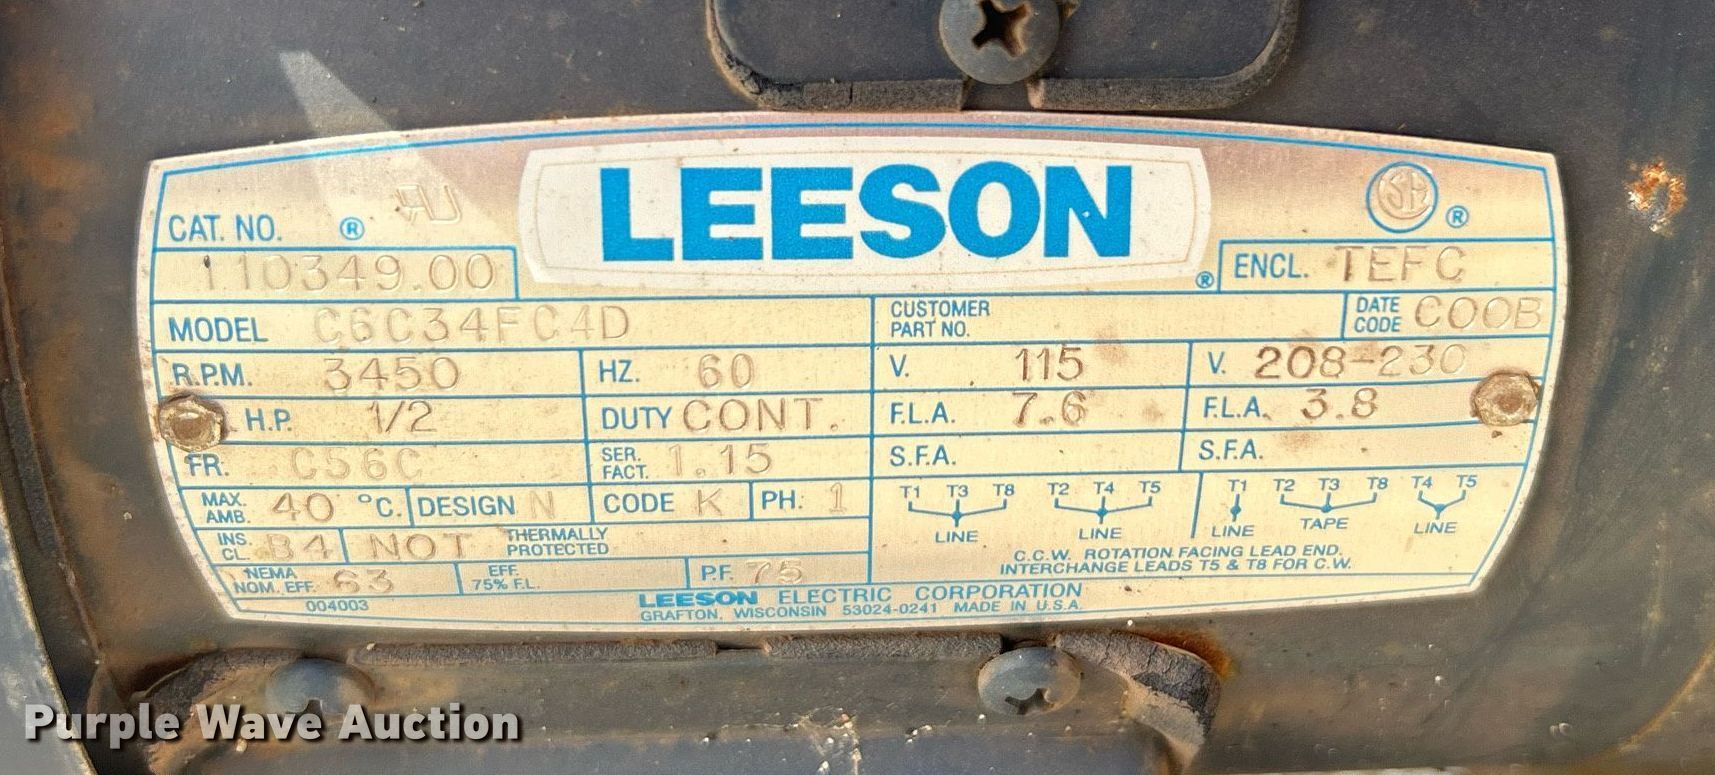 LEESON
®
CAT. NO. ®
110349.00
ENCL. TEFC
MODEL C6C34FC4D
CUSTOMER PART NO.
DATE CODE C00B
R.P.M. 3450 HZ. 60 V. 115 V. 208-230
H.P. 1/2 DUTY CONT. F.L.A. 7.6 F.L.A. 3.8
FR. C56C SER. FACT. 1.15 S.F.A. S.F.A.
MAX. AMB. 40 °C. DESIGN N CODE K PH. 1
INS. CL. B4 NOT THERMALLY PROTECTED
NEMA NOM. EFF. 63 EFF. 75% F.L. P.F. 75
T1 T3 T8 T2 T4 T5 T1 T2 T3 T8 T4 T5
LINE LINE LINE TAPE LINE
C.C.W. ROTATION FACING LEAD END.
INTERCHANGE LEADS T5 & T8 FOR C.W.
004003
LEESON ELECTRIC CORPORATION
GRAFTON, WISCONSIN 53024-0241 MADE IN U.S.A.
Purple Wave Auction